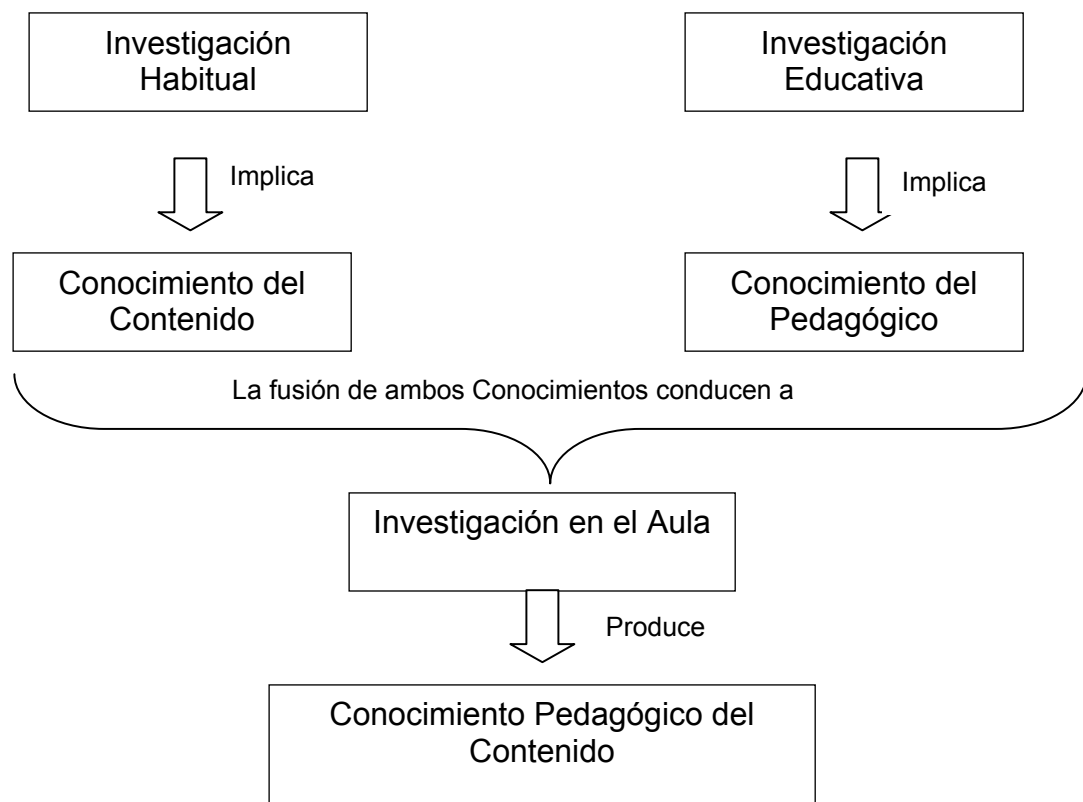 Investigación
Habitual
Investigación
Educativa
Implica
Implica
Conocimiento del
Contenido
Conocimiento del
Pedagógico
La fusión de ambos Conocimientos conducen a
Investigación en el Aula
Produce
Conocimiento Pedagógico del
Contenido